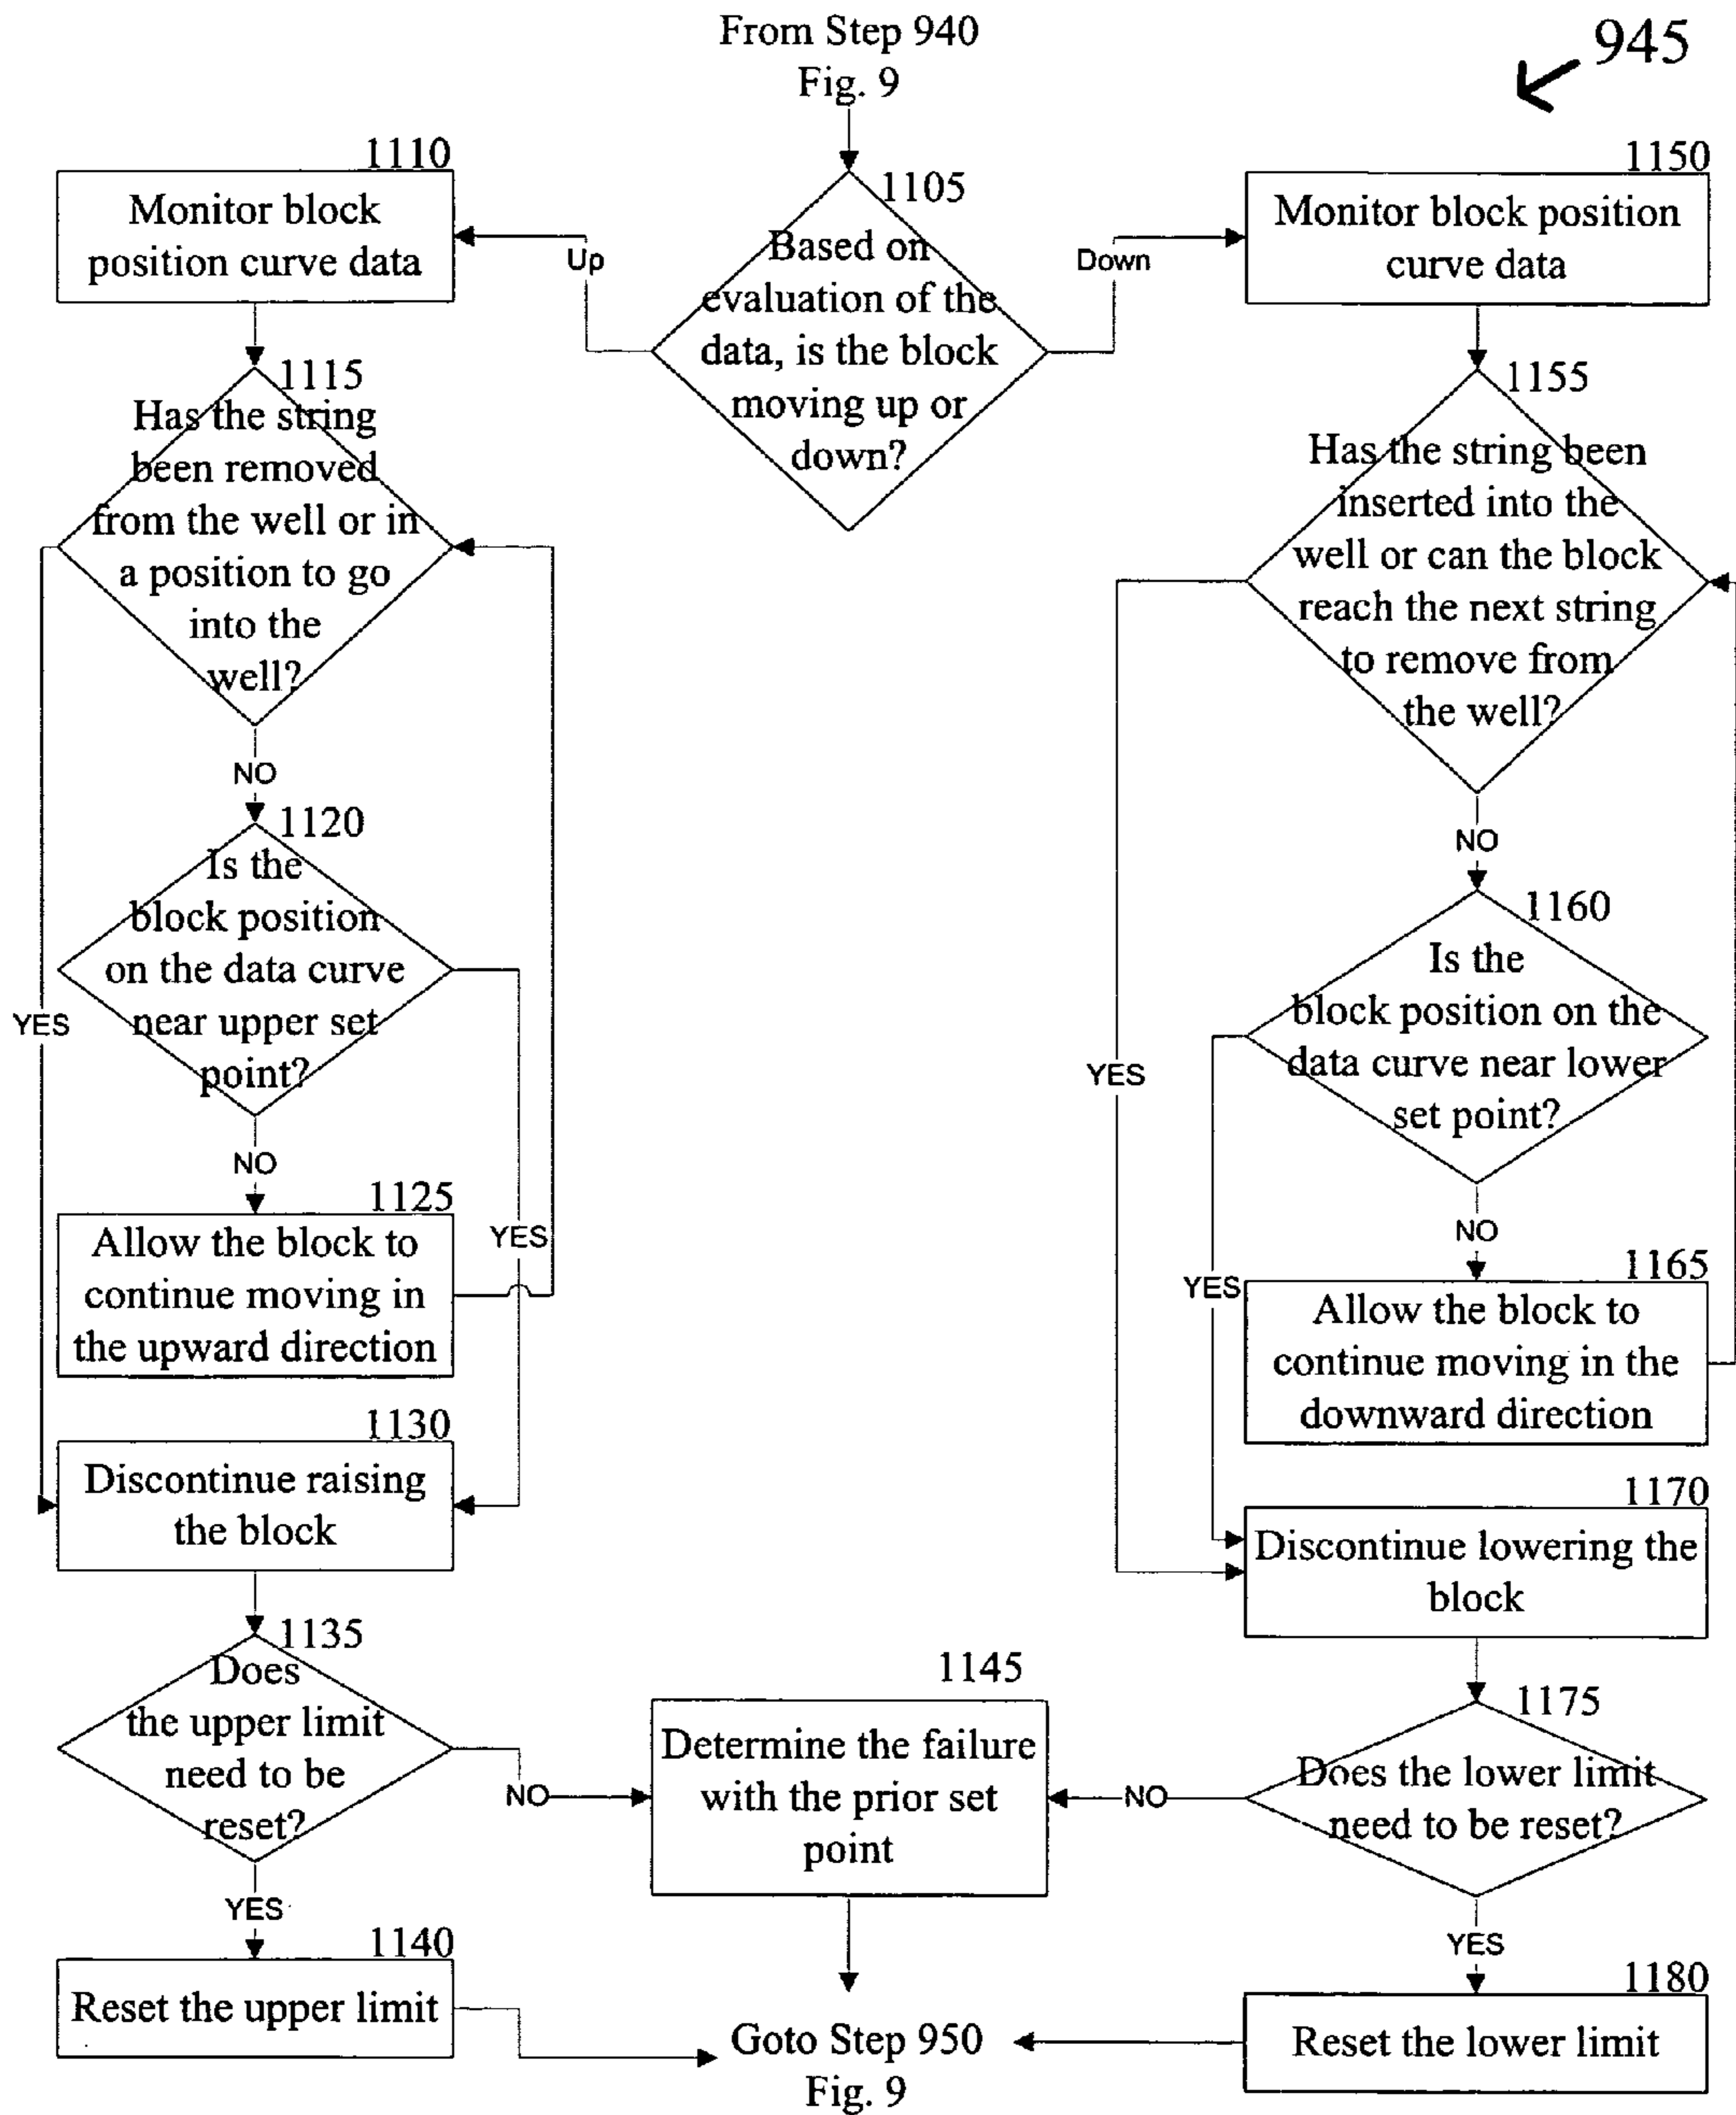 From Step 940
Fig. 9
945
1105
Based on
evaluation of the
data, is the block
moving up or
down?
Up
Down
1110
Monitor block
position curve data
1115
Has the string
been removed
from the well or in
a position to go
into the
well?
NO
YES
1120
Is the
block position
on the data curve
near upper set
point?
NO
YES
1125
Allow the block to
continue moving in
the upward direction
1130
Discontinue raising
the block
1135
Does
the upper limit
need to be
reset?
NO
YES
1140
Reset the upper limit
1145
Determine the failure
with the prior set
point
Goto Step 950
Fig. 9
1150
Monitor block position
curve data
1155
Has the string been
inserted into the
well or can the block
reach the next string
to remove from
the well?
NO
YES
1160
Is the
block position on the
data curve near lower
set point?
NO
YES
1165
Allow the block to
continue moving in the
downward direction
1170
Discontinue lowering the
block
1175
Does the lower limit
need to be reset?
NO
YES
1180
Reset the lower limit